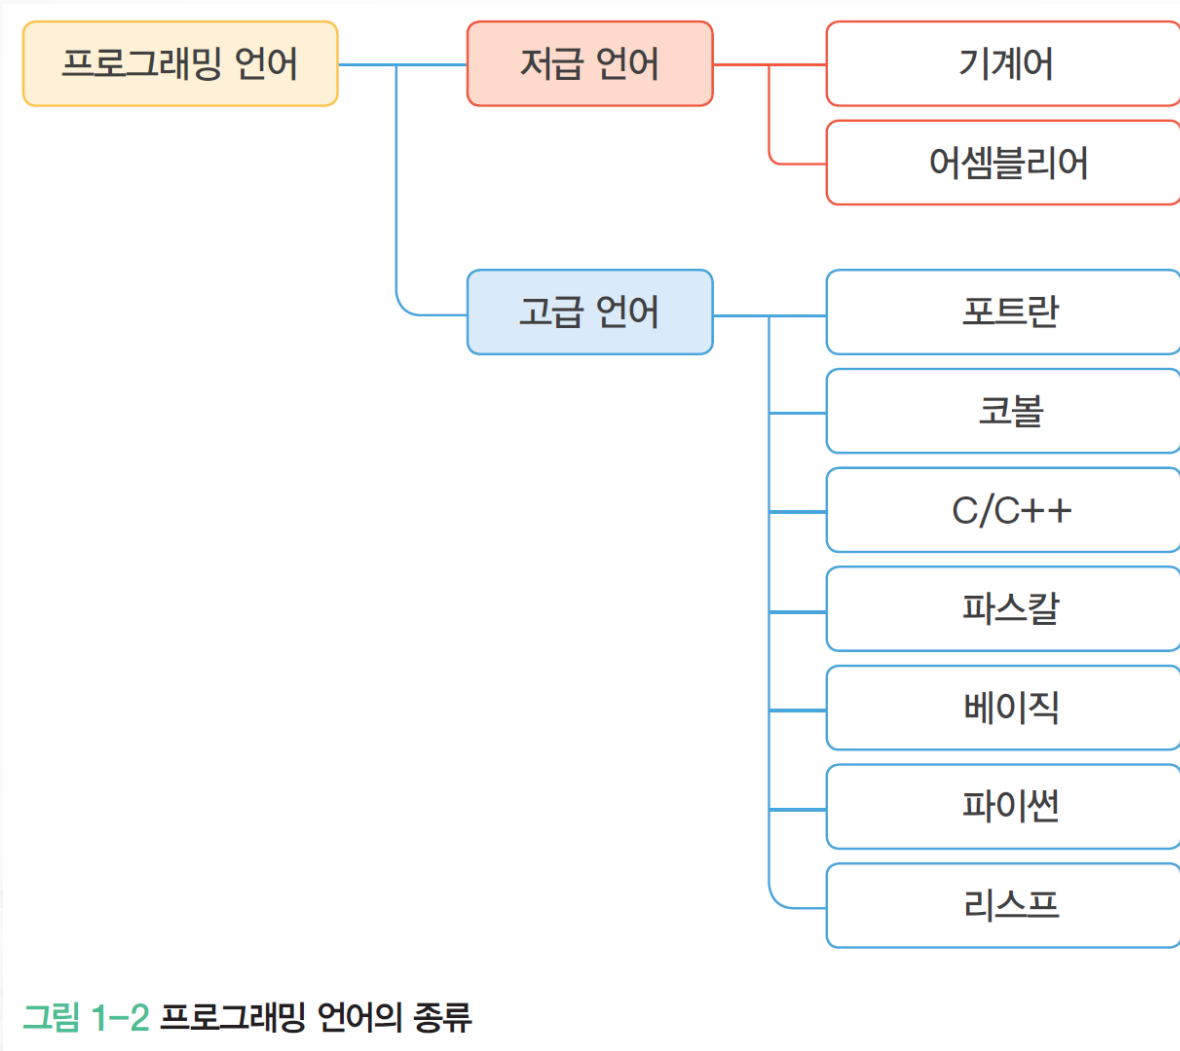 프로그래밍 언어
저급 언어
기계어
어셈블리어
고급 언어
포트란
코볼
C/C++
파스칼
베이직
파이썬
리스프
그림 1-2 프로그래밍 언어의 종류